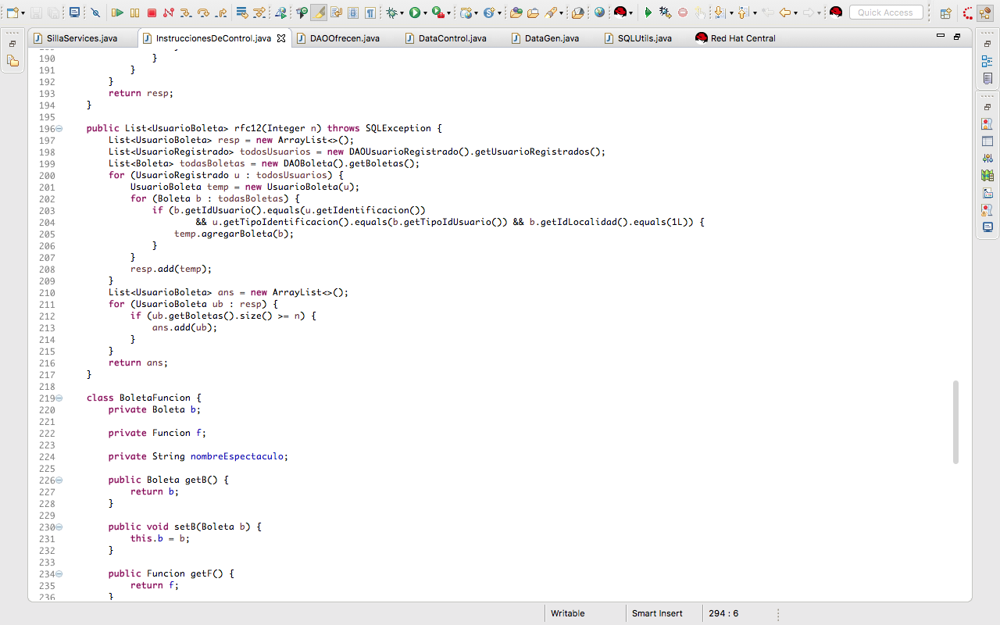 Quick Access
SillaServices.java
InstruccionesDeControl.java
DAOOfrecen.java
DataControl.java
DataGen.java
SQLUtils.java
Red Hat Central
190 }
191 }
192 }
193 return resp;
194 }
195
196 public List<UsuarioBoleta> rfc12(Integer n) throws SQLException {
197 List<UsuarioBoleta> resp = new ArrayList<>();
198 List<UsuarioRegistrado> todosUsuarios = new DAOUsuarioRegistrado().getUsuarioRegistrados();
199 List<Boleta> todasBoletas = new DAOBoleta().getBoletas();
200 for (UsuarioRegistrado u : todosUsuarios) {
201 UsuarioBoleta temp = new UsuarioBoleta(u);
202 for (Boleta b : todasBoletas) {
203 if (b.getIdUsuario().equals(u.getIdentificacion())
204 && u.getTipoIdentificacion().equals(b.getTipoIdUsuario()) && b.getIdLocalidad().equals(1L)) {
205 temp.agregarBoleta(b);
206 }
207 }
208 resp.add(temp);
209 }
210 List<UsuarioBoleta> ans = new ArrayList<>();
211 for (UsuarioBoleta ub : resp) {
212 if (ub.getBoletas().size() >= n) {
213 ans.add(ub);
214 }
215 }
216 return ans;
217 }
218
219 class BoletaFuncion {
220 private Boleta b;
221
222 private Funcion f;
223
224 private String nombreEspectaculo;
225
226 public Boleta getB() {
227 return b;
228 }
229
230 public void setB(Boleta b) {
231 this.b = b;
232 }
233
234 public Funcion getF() {
235 return f;
236 }
Writable
Smart Insert
294 : 6